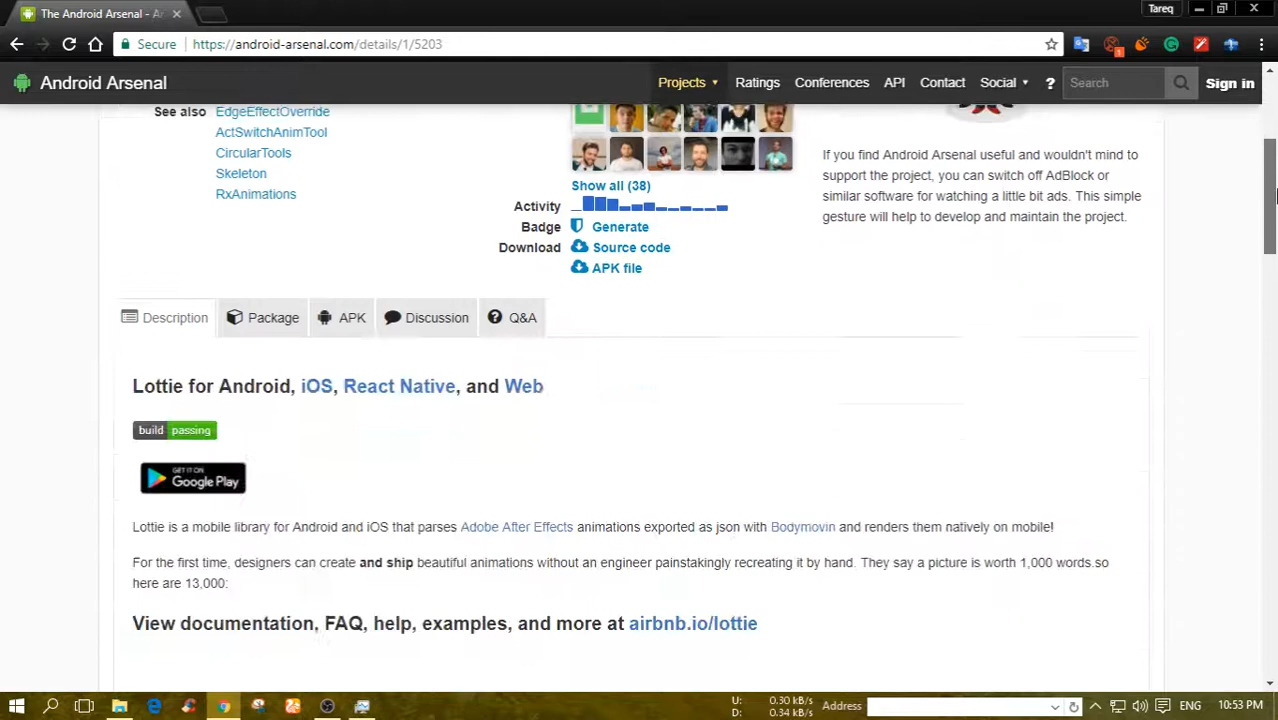 The Android Arsenal - Ar
Tareq
Secure
https://android-arsenal.com/details/1/5203
1
Android Arsenal
Projects
Ratings
Conferences
API
Contact
Social
?
Search
Sign in
See also
EdgeEffectOverride
ActSwitchAnimTool
CircularTools
Skeleton
RxAnimations
Show all (38)
Activity
Badge
Generate
Download
Source code
APK file
If you find Android Arsenal useful and wouldn't mind to
support the project, you can switch off AdBlock or
similar software for watching a little bit ads. This simple
gesture will help to develop and maintain the project.
Description
Package
APK
Discussion
Q&A
Lottie for Android, iOS, React Native, and Web
build passing
GET IT ON
Google Play
Lottie is a mobile library for Android and iOS that parses Adobe After Effects animations exported as json with Bodymovin and renders them natively on mobile!
For the first time, designers can create and ship beautiful animations without an engineer painstakingly recreating it by hand. They say a picture is worth 1,000 words so
here are 13,000:
View documentation, FAQ, help, examples, and more at airbnb.io/lottie
U: 0.30 kB/s
D: 0.34 kB/s
Address
ENG
10:53 PM